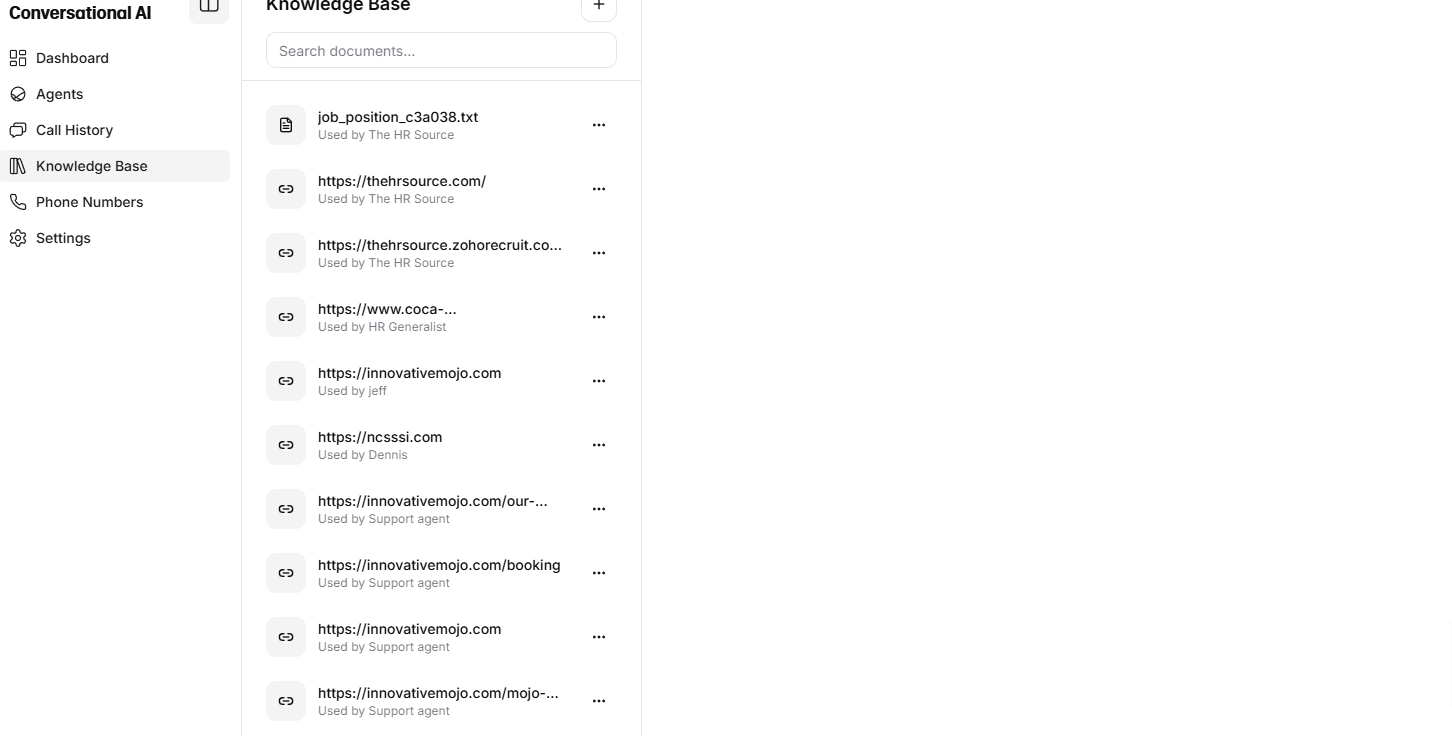 Conversational AI
Dashboard
Agents
Call History
Knowledge Base
Phone Numbers
Settings
Knowledge Base
Search documents...
job_position_c3a038.txt
Used by The HR Source
https://thehrsource.com/
Used by The HR Source
https://thehrsource.zohorecruit.co...
Used by The HR Source
https://www.coca-...
Used by HR Generalist
https://innovativemojo.com
Used by jeff
https://ncsssi.com
Used by Dennis
https://innovativemojo.com/our-...
Used by Support agent
https://innovativemojo.com/booking
Used by Support agent
https://innovativemojo.com
Used by Support agent
https://innovativemojo.com/mojo-...
Used by Support agent